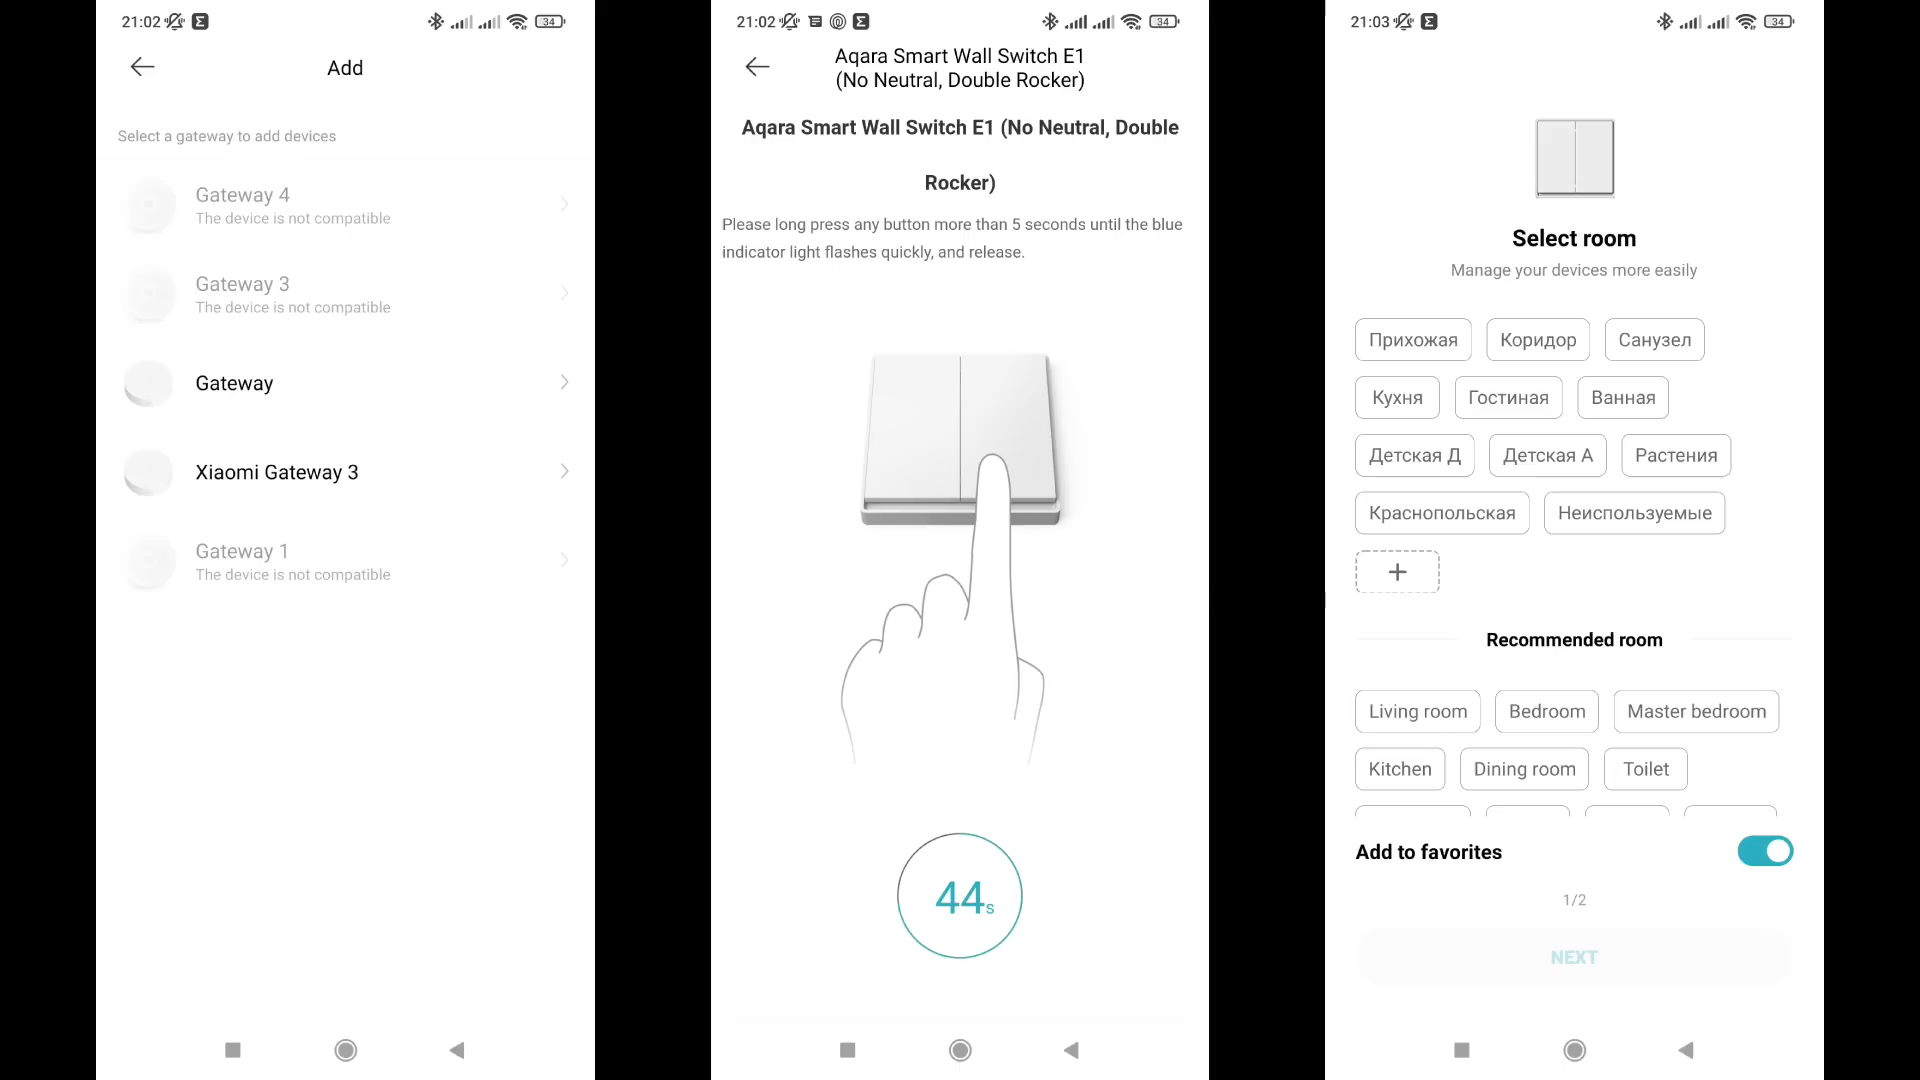 21:02
34
Add
Select a gateway to add devices
Gateway 4
The device is not compatible
Gateway 3
The device is not compatible
Gateway
Xiaomi Gateway 3
Gateway 1
The device is not compatible
21:02
34
Aqara Smart Wall Switch E1
(No Neutral, Double Rocker)
Aqara Smart Wall Switch E1 (No Neutral, Double
Rocker)
Please long press any button more than 5 seconds until the blue
indicator light flashes quickly, and release.
44s
21:03
34
Select room
Manage your devices more easily
Прихожая Коридор Санузел
Кухня Гостиная Ванная
Детская Д Детская А Растения
Краснопольская Неиспользуемые
+
Recommended room
Living room Bedroom Master bedroom
Kitchen Dining room Toilet
Add to favorites
1/2
NEXT